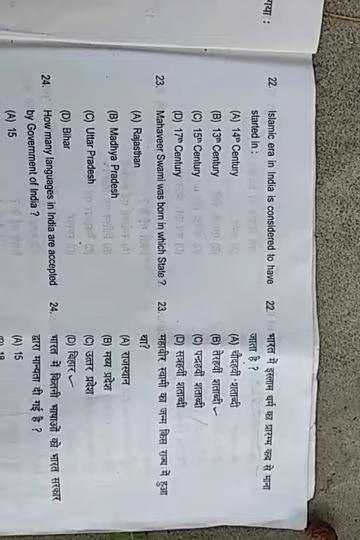 22. Islamic era in India is considered to have
started in :
(A) 14th Century
(B) 13th Century
(C) 15th Century
(D) 17th Century
23. Mahaveer Swami was born in which State ?
(A) Rajasthan
(B) Madhya Pradesh
(C) Uttar Pradesh
(D) Bihar
24. How many languages in India are accepted
by Government of India ?
(A) 15
गया :
22. भारत में इस्लाम धर्म का प्रारम्भ कब से माना
जाता है ?
(A) चौदहवीं शताब्दी
(B) तेरहवीं शताब्दी
(C) पन्द्रहवीं शताब्दी
(D) सत्रहवीं शताब्दी
23. महावीर स्वामी का जन्म किस राज्य में हुआ
था?
(A) राजस्थान
(B) मध्य प्रदेश
(C) उत्तर प्रदेश
(D) बिहार
24. भारत में कितनी भाषाओं को भारत सरकार
द्वारा मान्यता दी गई है ?
(A) 15
(B) 18